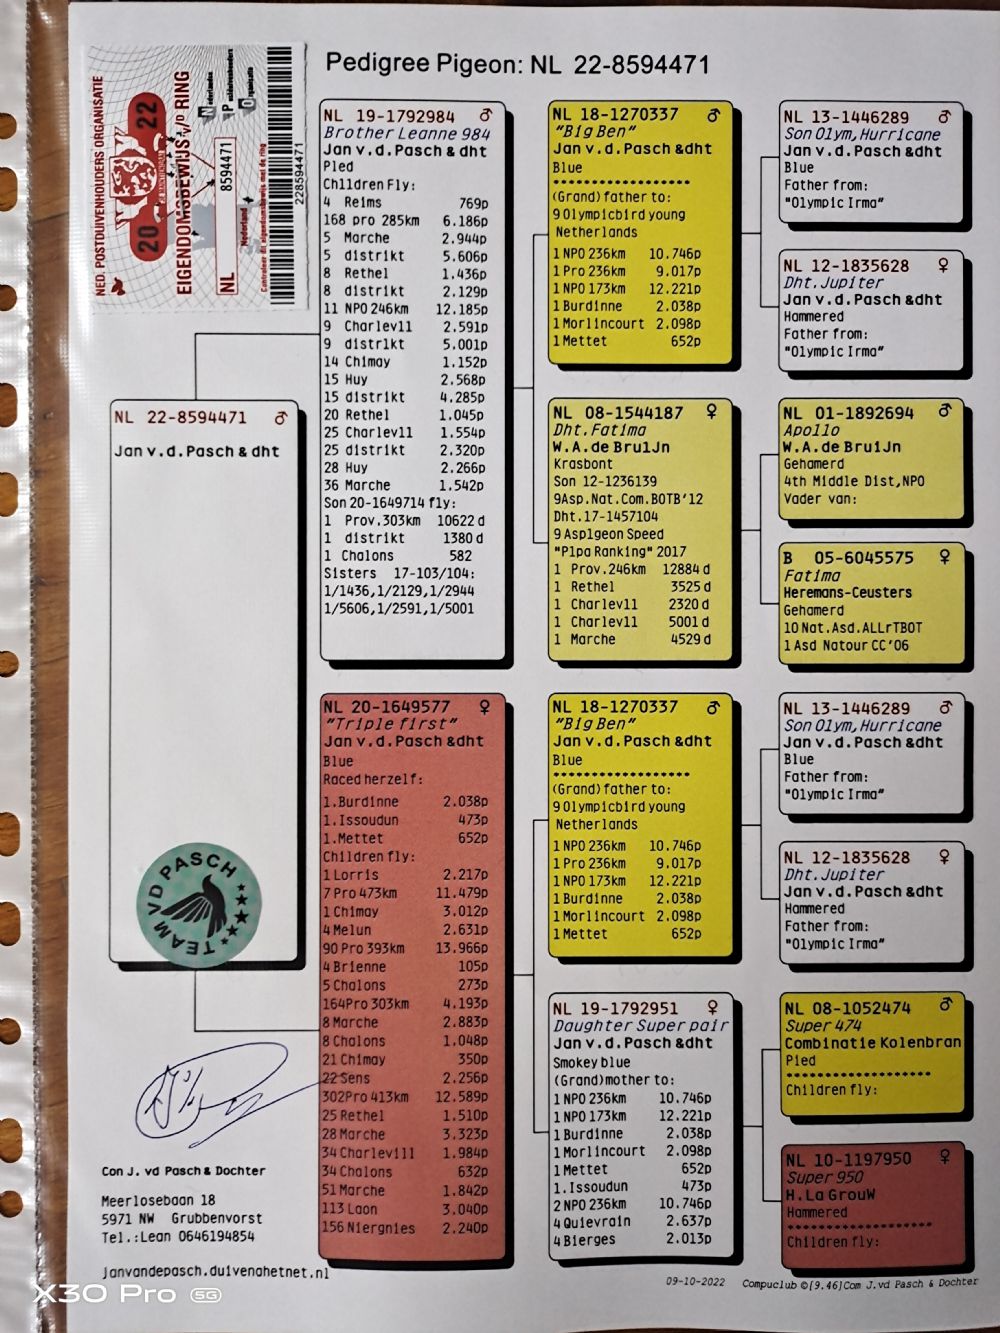 Pedigree Pigeon: NL 22-8594471
NED. POSTDUIVENHOUDERS ORGANISATIE
20 22
EIGENDOMSBEWIJS v/d RING
NL 8594471
Nederland
Controleer dit eigendomsbewijs met de ring
228594471
Nederlandse
Postduivenhouders
Organisatie
NL 22-8594471 ♂
Jan v.d.Pasch & dht
TEAM VD PASCH
Con J. vd Pasch & Dochter
Meerlosebaan 18
5971 NW Grubbenvorst
Tel.:Lean 0646194854
janvandepasch.duivenahetnet.nl
NL 19-1792984 ♂
Brother Leanne 984
Jan v.d.Pasch & dht
Pled
Children Fly:
4 Reims 769p
168 pro 285km 6.186p
5 Marche 2.944p
5 distrikt 5.606p
8 Rethel 1.436p
8 distrikt 2.129p
11 NPO 246km 12.185p
9 Charlevll 2.591p
9 distrikt 5.001p
14 Chimay 1.152p
15 Huy 2.568p
15 distrikt 4.285p
20 Rethel 1.045p
25 Charlevll 1.554p
25 distrikt 2.320p
28 Huy 2.266p
36 Marche 1.542p
Son 20-1649714 fly:
1 Prov.303km 10622 d
1 distrikt 1380 d
1 Chalons 582
Sisters 17-103/104:
1/1436,1/2129,1/2944
1/5606,1/2591,1/5001
NL 20-1649577 ♀
"Triple first"
Jan v.d.Pasch &dht
Blue
Raced herzelf:
1.Burdinne 2.038p
1.Issoudun 473p
1.Mettet 652p
Children fly:
1 Lorris 2.217p
7 Pro 473km 11.479p
1 Chimay 3.012p
4 Melun 2.631p
90 Pro 393km 13.966p
4 Brienne 105p
5 Chalons 273p
164Pro 303km 4.193p
8 Marche 2.883p
8 Chalons 1.048p
21 Chimay 350p
22 Sens 2.256p
302Pro 413km 12.589p
25 Rethel 1.510p
28 Marche 3.323p
34 Charlevill 1.984p
34 Chalons 632p
51 Marche 1.842p
113 Laon 3.040p
156 Niergnies 2.240p
NL 18-1270337 ♂
"Big Ben"
Jan v.d.Pasch &dht
Blue
******************
(Grand) father to:
9 Olympicbird young
Netherlands
1 NPO 236km 10.746p
1 Pro 236km 9.017p
1 NPO 173km 12.221p
1 Burdinne 2.038p
1 Morlincourt 2.098p
1 Mettet 652p
NL 08-1544187 ♀
Dht.Fatima
W.A.de BruiJn
Krasbont
Son 12-1236139
9Asp.Nat.Com.BOTB'12
Dht.17-1457104
9 Aspigeon Speed
"Pipa Ranking" 2017
1 Prov.246km 12884 d
1 Rethel 3525 d
1 Charlevll 2320 d
1 Charlevll 5001 d
1 Marche 4529 d
NL 18-1270337 ♂
"Big Ben"
Jan v.d.Pasch &dht
Blue
******************
(Grand) father to:
9 Olympicbird young
Netherlands
1 NPO 236km 10.746p
1 Pro 236km 9.017p
1 NPO 173km 12.221p
1 Burdinne 2.038p
1 Morlincourt 2.098p
1 Mettet 652p
NL 19-1792951 ♀
Daughter Super pair
Jan v.d.Pasch & dht
Smokey blue
(Grand)mother to:
1 NPO 236km 10.746p
1 NPO 173km 12.221p
1 Burdinne 2.038p
1 Morlincourt 2.098p
1 Mettet 652p
1.Issoudun 473p
2 NPO 236km 10.746p
4 Quievrain 2.637p
4 Bierges 2.013p
NL 13-1446289 ♂
Son Olym,Hurricane
Jan v.d.Pasch &dht
Blue
Father from:
"Olympic Irma"
NL 12-1835628 ♀
Dht.Jupiter
Jan v.d.Pasch &dht
Hammered
Father from:
"Olympic Irma"
NL 01-1892694 ♂
Apollo
W.A.de BruiJn
Gehamerd
4th Middle Dist,NPO
Vader van:
B 05-6045575 ♀
Fatima
Heremans-Ceusters
Gehamerd
10 Nat.Asd.ALLrTBOT
1 Asd Natour CC'06
NL 13-1446289 ♂
Son Olym,Hurricane
Jan v.d.Pasch &dht
Blue
Father from:
"Olympic Irma"
NL 12-1835628 ♀
Dht.Jupiter
Jan v.d.Pasch &dht
Hammered
Father from:
"Olympic Irma"
NL 08-1052474 ♂
Super 474
Combinatie Kolenbran
Pied
*******************
Children fly:
NL 10-1197950 ♀
Super 950
H.La GrouW
Hammered
*******************
Children fly:
09-10-2022 Compuclub ©[9.46]Com J.vd Pasch & Dochter
X30 Pro 5G